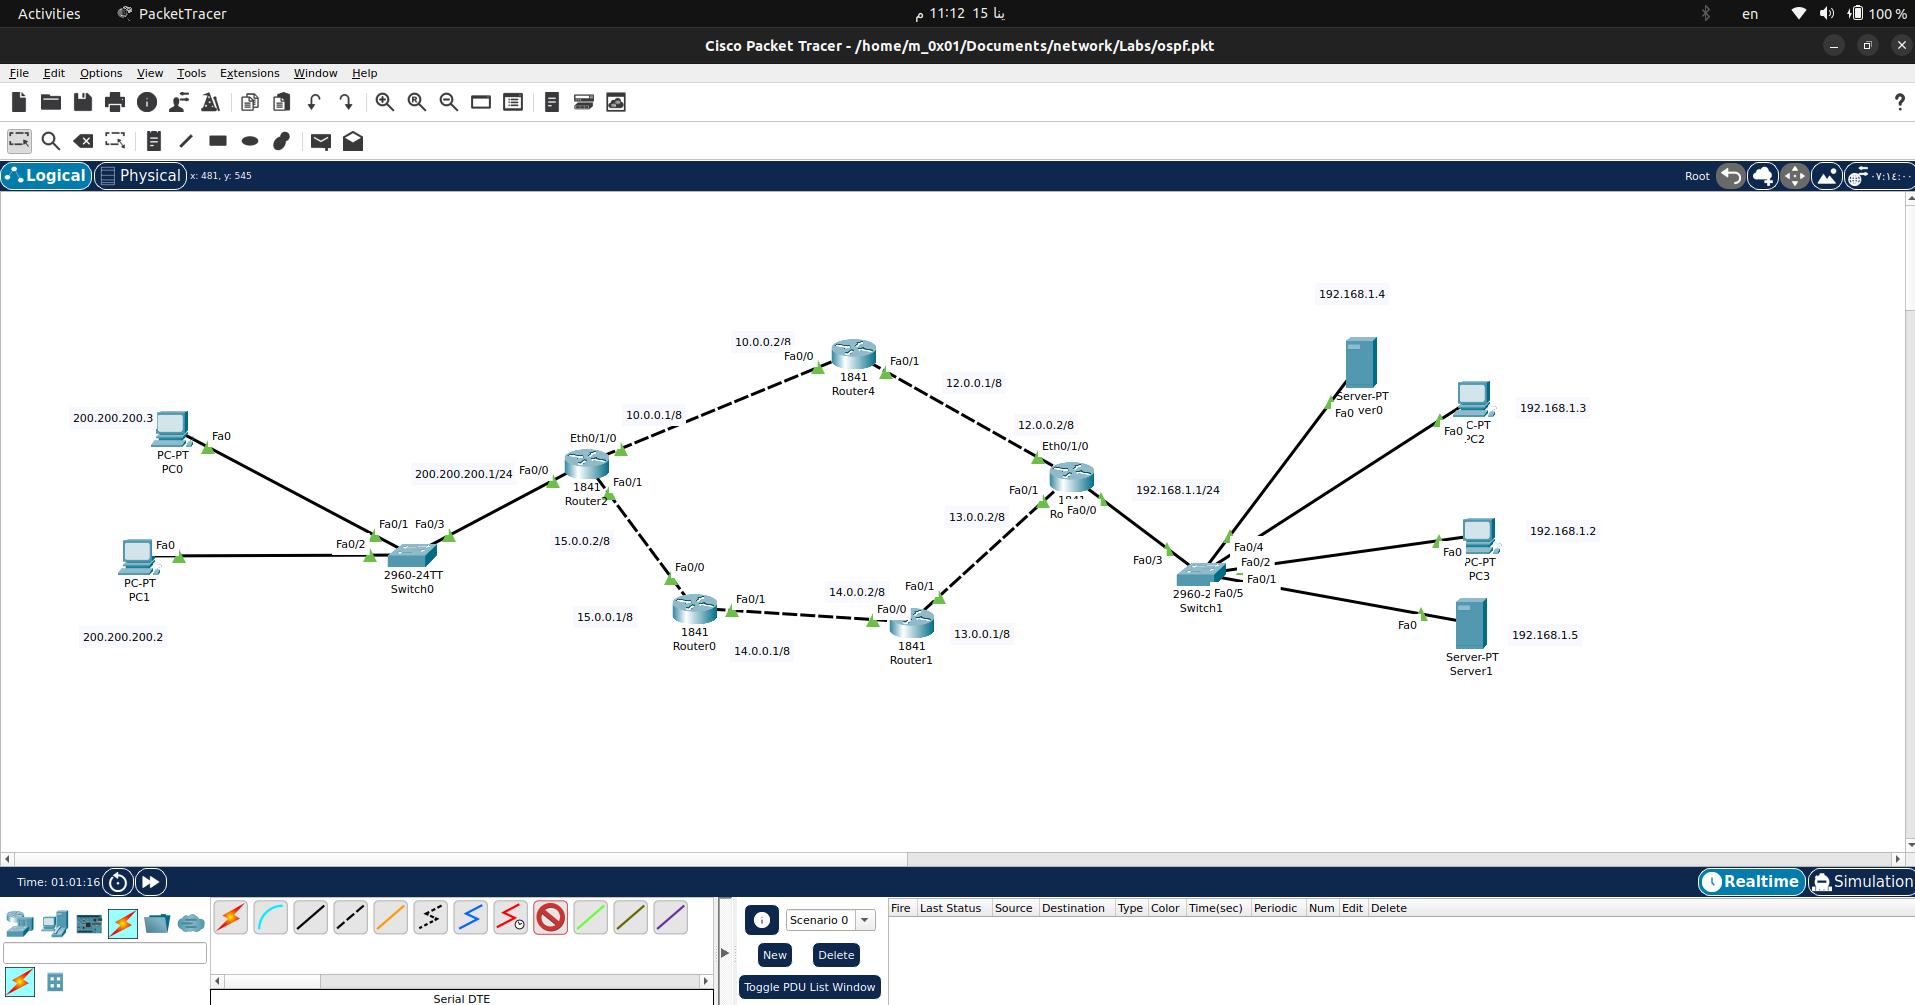 Activities
PacketTracer
ينا 15 11:12 م
en
100 %
Cisco Packet Tracer - /home/m_0x01/Documents/network/Labs/ospf.pkt
File Edit Options View Tools Extensions Window Help
?
Logical
Physical
x: 481, y: 545
Root
٠٧:١٤:٠٠
192.168.1.4
10.0.0.2/8
Fa0/0
Fa0/1
1841
Router4
12.0.0.1/8
Server-PT
Fa0
ver0
200.200.200.3
Fa0
PC-PT
PC0
10.0.0.1/8
Eth0/1/0
12.0.0.2/8
Eth0/1/0
Fa0
C-PT
PC2
192.168.1.3
200.200.200.1/24
Fa0/0
Fa0/1
1841
Router2
Fa0/1
Ro
Fa0/0
192.168.1.1/24
Fa0/1
Fa0/3
Fa0/2
2960-24TT
Switch0
15.0.0.2/8
13.0.0.2/8
192.168.1.2
Fa0
PC-PT
PC1
Fa0/3
Fa0/4
Fa0/2
Fa0/1
Fa0/5
2960-2
Switch1
Fa0
PC-PT
PC3
Fa0/0
Fa0/1
14.0.0.2/8
Fa0/0
Fa0/1
15.0.0.1/8
1841
Router0
14.0.0.1/8
1841
Router1
13.0.0.1/8
Fa0
Server-PT
Server1
192.168.1.5
200.200.200.2
Time: 01:01:16
Realtime
Simulation
Scenario 0
New
Delete
Toggle PDU List Window
Fire Last Status Source Destination Type Color Time(sec) Periodic Num Edit Delete
Serial DTE